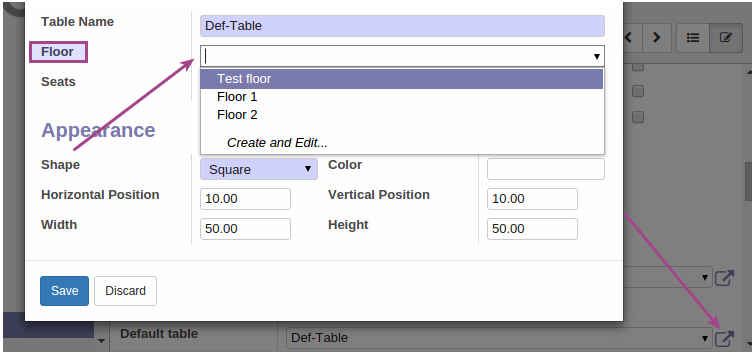 Table Name Def-Table
Floor
Seats
Test floor
Floor 1
Floor 2
Create and Edit...
Appearance
Shape Square Color
Horizontal Position 10.00 Vertical Position 10.00
Width 50.00 Height 50.00
Save Discard
Default table Def-Table